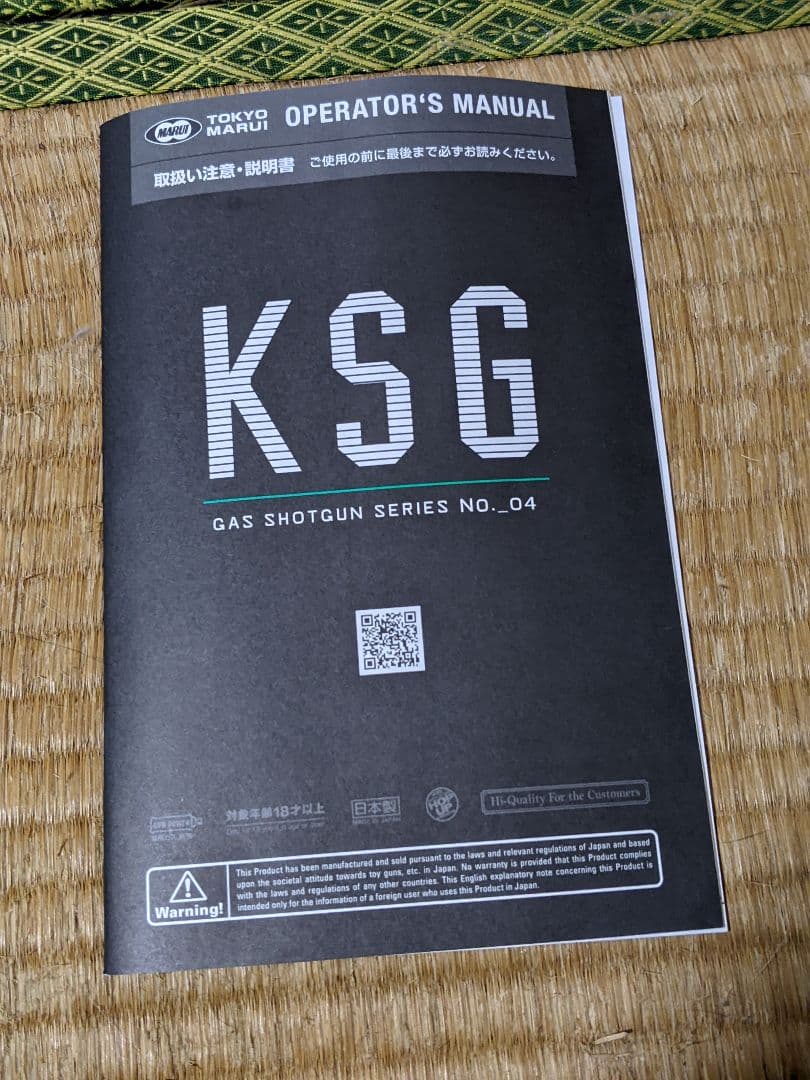 MARUI
TOKYO
MARUI
OPERATOR'S MANUAL
取扱い注意・説明書 ご使用の前に最後まで必ずお読みください。
KSG
GAS SHOTGUN SERIES NO._04
対象年齢18才以上
日本製
MADE IN JAPAN
HOP UP
Hi-Quality For the Customers
Warning!
This Product has been manufactured and sold pursuant to the laws and relevant regulations of Japan and based
upon the societal attitude towards toy guns, etc. in Japan. No warranty is provided that this Product complies
with the laws and regulations of any other countries. This English explanatory note concerning this Product is
intended only for the information of a foreign user who uses this Product in Japan.